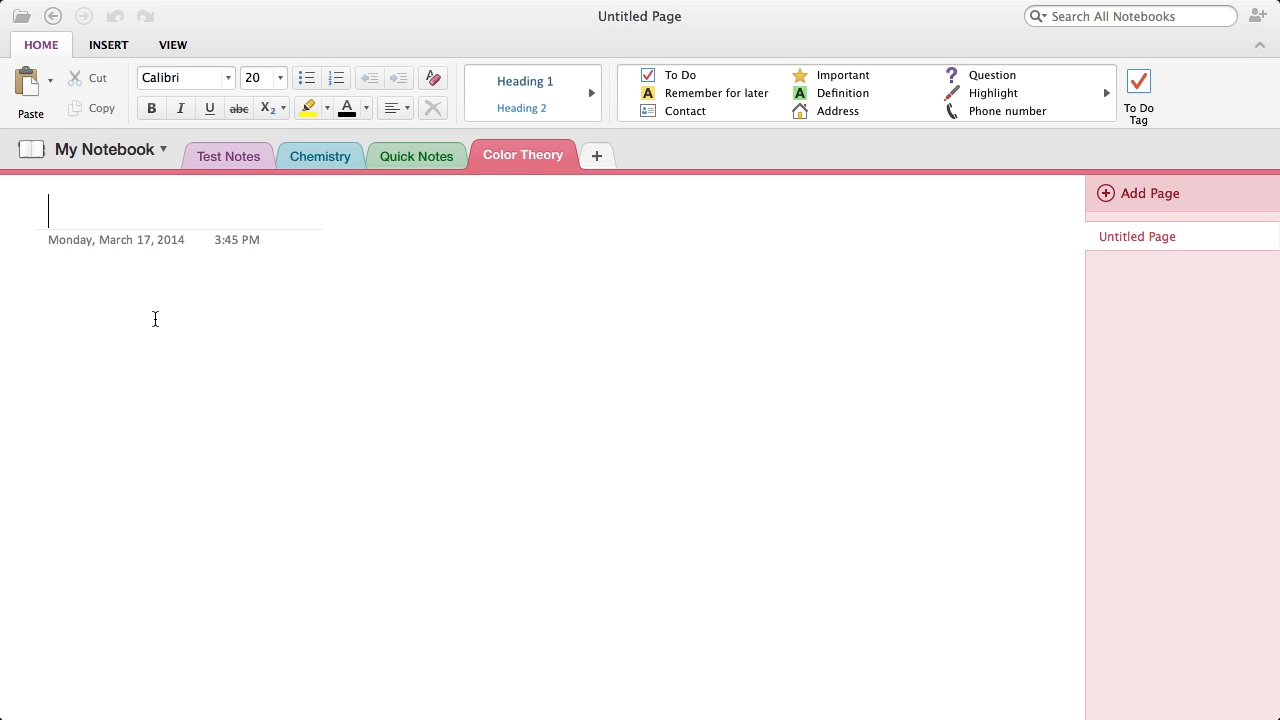 Untitled Page
Search All Notebooks
HOME INSERT VIEW
Paste
Cut
Copy
Calibri 20
B I U abc X₂ A
Heading 1
Heading 2
To Do Important Question
A Remember for later A Definition Highlight
Contact Address Phone number
To Do
Tag
My Notebook Test Notes Chemistry Quick Notes Color Theory +
Monday, March 17, 2014 3:45 PM
Add Page
Untitled Page